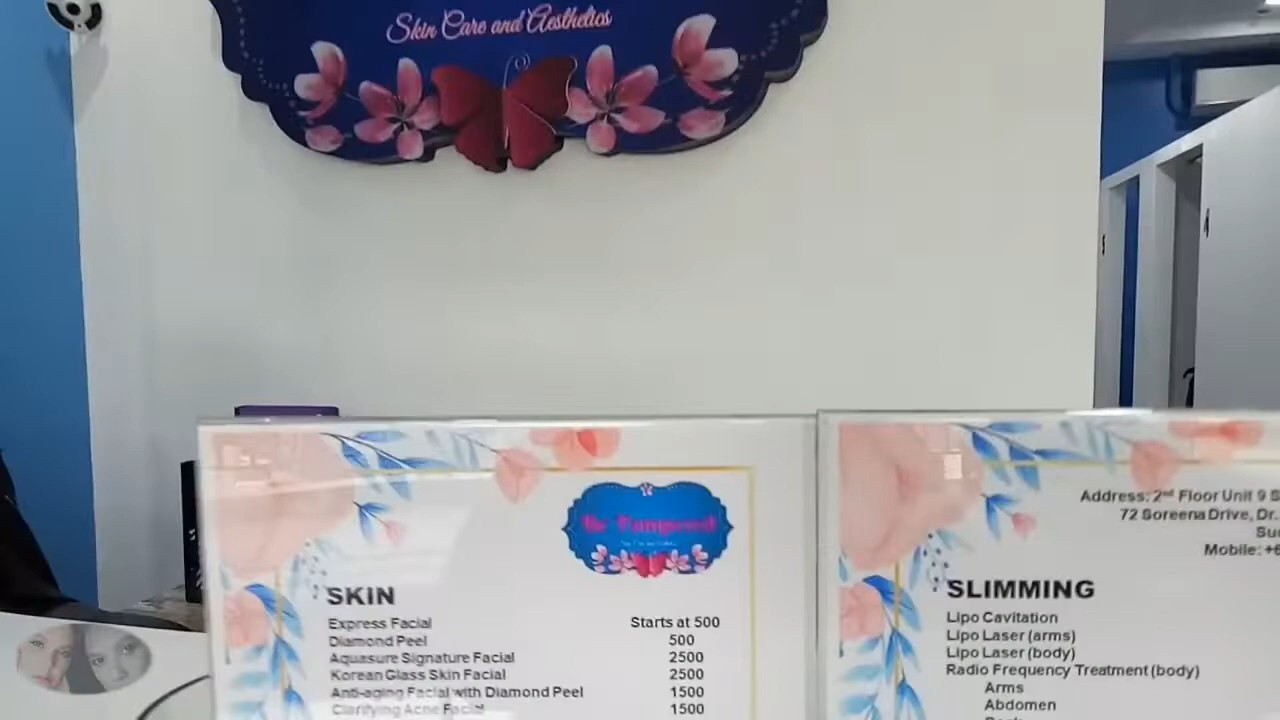 Skin Care and Aesthetics
Be Pampered
SKIN
Express Facial Starts at 500
Diamond Peel 500
Aquasure Signature Facial 2500
Korean Glass Skin Facial 2500
Anti-aging Facial with Diamond Peel 1500
Clarifying Acne Facial 1500
Address: 2nd Floor Unit 9 S
72 Soreena Drive, Dr.
Su
Mobile: +6
SLIMMING
Lipo Cavitation
Lipo Laser (arms)
Lipo Laser (body)
Radio Frequency Treatment (body)
Arms
Abdomen